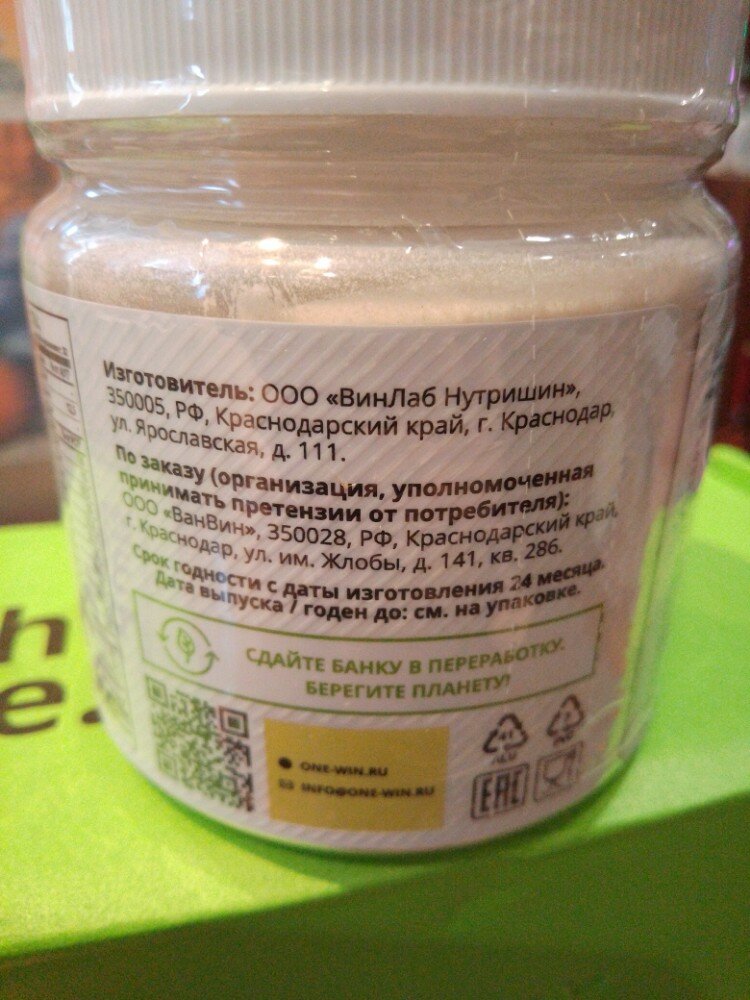 Изготовитель: ООО «ВинЛаб Нутришин»,
350005, РФ, Краснодарский край, г. Краснодар,
ул. Ярославская, д. 111.
По заказу (организация, уполномоченная
принимать претензии от потребителя):
ООО «ВанВин», 350028, РФ, Краснодарский край,
г. Краснодар, ул. им. Жлобы, д. 141, кв. 286.
Срок годности с даты изготовления 24 месяца.
Дата выпуска / годен до: см. на упаковке.
СДАЙТЕ БАНКУ В ПЕРЕРАБОТКУ.
БЕРЕГИТЕ ПЛАНЕТУ!
ONE-WIN.RU
INFO@ONE-WIN.RU
EAC
h
e.